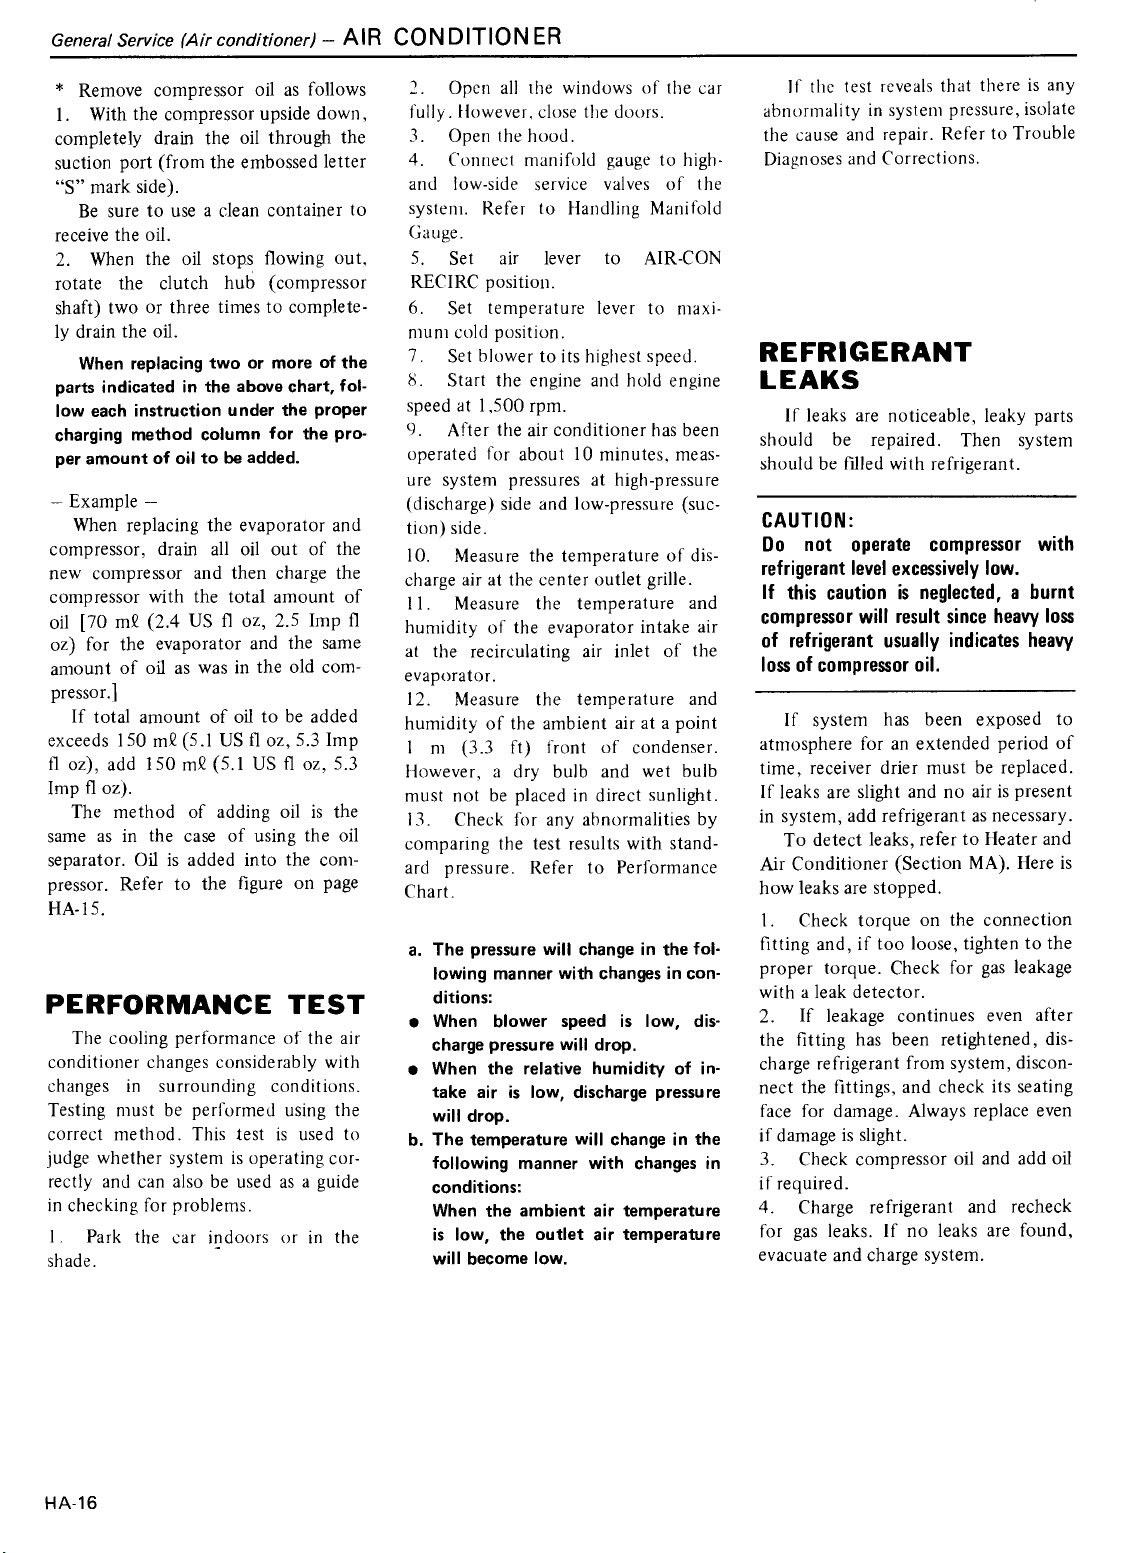 General Service (Air conditioner) – AIR CONDITIONER
* Remove compressor oil as follows
1. With the compressor upside down,
completely drain the oil through the
suction port (from the embossed letter
“S” mark side).
Be sure to use a clean container to
receive the oil.
2. When the oil stops flowing out,
rotate the clutch hub (compressor
shaft) two or three times to complete-
ly drain the oil.
When replacing two or more of the
parts indicated in the above chart, fol-
low each instruction under the proper
charging method column for the pro-
per amount of oil to be added.
– Example –
When replacing the evaporator and
compressor, drain all oil out of the
new compressor and then charge the
compressor with the total amount of
oil [70 mℓ (2.4 US fl oz, 2.5 Imp fl
oz) for the evaporator and the same
amount of oil as was in the old com-
pressor.]
If total amount of oil to be added
exceeds 150 mℓ (5.1 US fl oz, 5.3 Imp
fl oz), add 150 mℓ (5.1 US fl oz, 5.3
Imp fl oz).
The method of adding oil is the
same as in the case of using the oil
separator. Oil is added into the com-
pressor. Refer to the figure on page
HA-15.
PERFORMANCE TEST
The cooling performance of the air
conditioner changes considerably with
changes in surrounding conditions.
Testing must be performed using the
correct method. This test is used to
judge whether system is operating cor-
rectly and can also be used as a guide
in checking for problems.
1. Park the car indoors or in the
shade.
2. Open all the windows of the car
fully. However, close the doors.
3. Open the hood.
4. Connect manifold gauge to high-
and low-side service valves of the
system. Refer to Handling Manifold
Gauge.
5. Set air lever to AIR-CON
RECIRC position.
6. Set temperature lever to maxi-
mum cold position.
7. Set blower to its highest speed.
8. Start the engine and hold engine
speed at 1,500 rpm.
9. After the air conditioner has been
operated for about 10 minutes, meas-
ure system pressures at high-pressure
(discharge) side and low-pressure (suc-
tion) side.
10. Measure the temperature of dis-
charge air at the center outlet grille.
11. Measure the temperature and
humidity of the evaporator intake air
at the recirculating air inlet of the
evaporator.
12. Measure the temperature and
humidity of the ambient air at a point
1 m (3.3 ft) front of condenser.
However, a dry bulb and wet bulb
must not be placed in direct sunlight.
13. Check for any abnormalities by
comparing the test results with stand-
ard pressure. Refer to Performance
Chart.
a. The pressure will change in the fol-
lowing manner with changes in con-
ditions:
● When blower speed is low, dis-
charge pressure will drop.
● When the relative humidity of in-
take air is low, discharge pressure
will drop.
b. The temperature will change in the
following manner with changes in
conditions:
When the ambient air temperature
is low, the outlet air temperature
will become low.
If the test reveals that there is any
abnormality in system pressure, isolate
the cause and repair. Refer to Trouble
Diagnoses and Corrections.
REFRIGERANT
LEAKS
If leaks are noticeable, leaky parts
should be repaired. Then system
should be filled with refrigerant.
CAUTION:
Do not operate compressor with
refrigerant level excessively low.
If this caution is neglected, a burnt
compressor will result since heavy loss
of refrigerant usually indicates heavy
loss of compressor oil.
If system has been exposed to
atmosphere for an extended period of
time, receiver drier must be replaced.
If leaks are slight and no air is present
in system, add refrigerant as necessary.
To detect leaks, refer to Heater and
Air Conditioner (Section MA). Here is
how leaks are stopped.
1. Check torque on the connection
fitting and, if too loose, tighten to the
proper torque. Check for gas leakage
with a leak detector.
2. If leakage continues even after
the fitting has been retightened, dis-
charge refrigerant from system, discon-
nect the fittings, and check its seating
face for damage. Always replace even
if damage is slight.
3. Check compressor oil and add oil
if required.
4. Charge refrigerant and recheck
for gas leaks. If no leaks are found,
evacuate and charge system.
HA-16